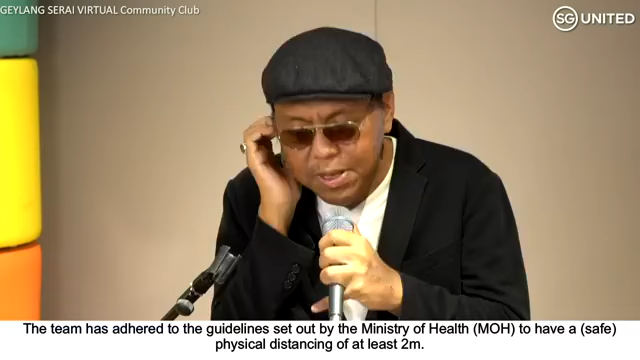 GEYLANG SERAI VIRTUAL Community Club
SG UNITED
The team has adhered to the guidelines set out by the Ministry of Health (MOH) to have a (safe)
physical distancing of at least 2m.